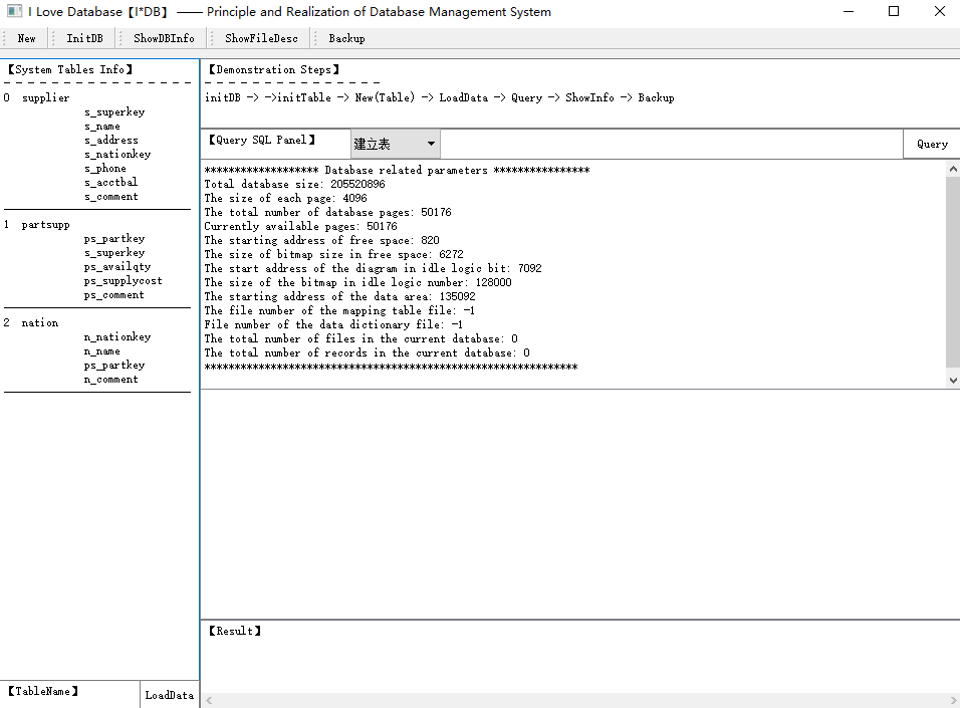 I Love Database【I*DB】 —— Principle and Realization of Database Management System
New InitDB ShowDBInfo ShowFileDesc Backup
【System Tables Info】
0 supplier
s_superkey
s_name
s_address
s_nationkey
s_phone
s_acctbal
s_comment
1 partsupp
ps_partkey
s_superkey
ps_availqty
ps_supplycost
ps_comment
2 nation
n_nationkey
n_name
ps_partkey
n_comment
【TableName】 LoadData
【Demonstration Steps】
initDB -> ->initTable -> New(Table) -> LoadData -> Query -> ShowInfo -> Backup
【Query SQL Panel】 建立表 Query
******************* Database related parameters ****************
Total database size: 205520896
The size of each page: 4096
The total number of database pages: 50176
Currently available pages: 50176
The starting address of free space: 820
The size of bitmap size in free space: 6272
The start address of the diagram in idle logic bit: 7092
The size of the bitmap in idle logic number: 128000
The starting address of the data area: 135092
The file number of the mapping table file: -1
File number of the data dictionary file: -1
The total number of files in the current database: 0
The total number of records in the current database: 0
**************************************************************
【Result】